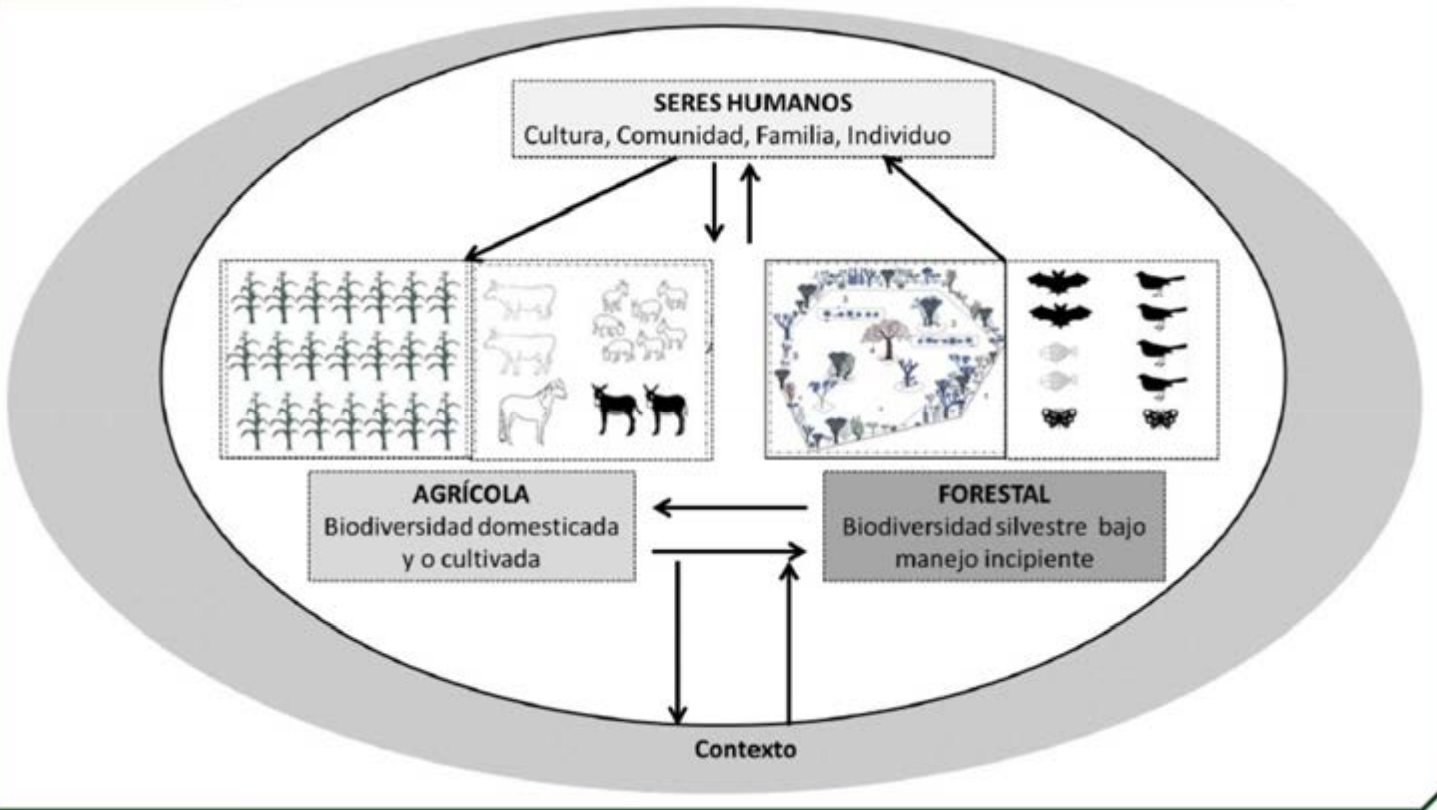 SERES HUMANOS
Cultura, Comunidad, Familia, Individuo
AGRÍCOLA
Biodiversidad domesticada
y o cultivada
FORESTAL
Biodiversidad silvestre bajo
manejo incipiente
Contexto